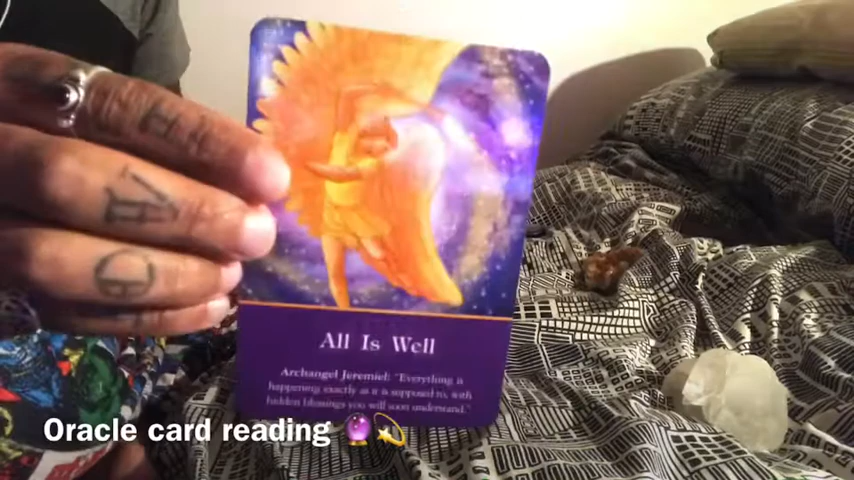 All Is Well
Archangel Jeremiel: "Everything is
happening exactly as it is supposed to, with
hidden blessings you will soon understand."
Oracle card reading 🔮💫